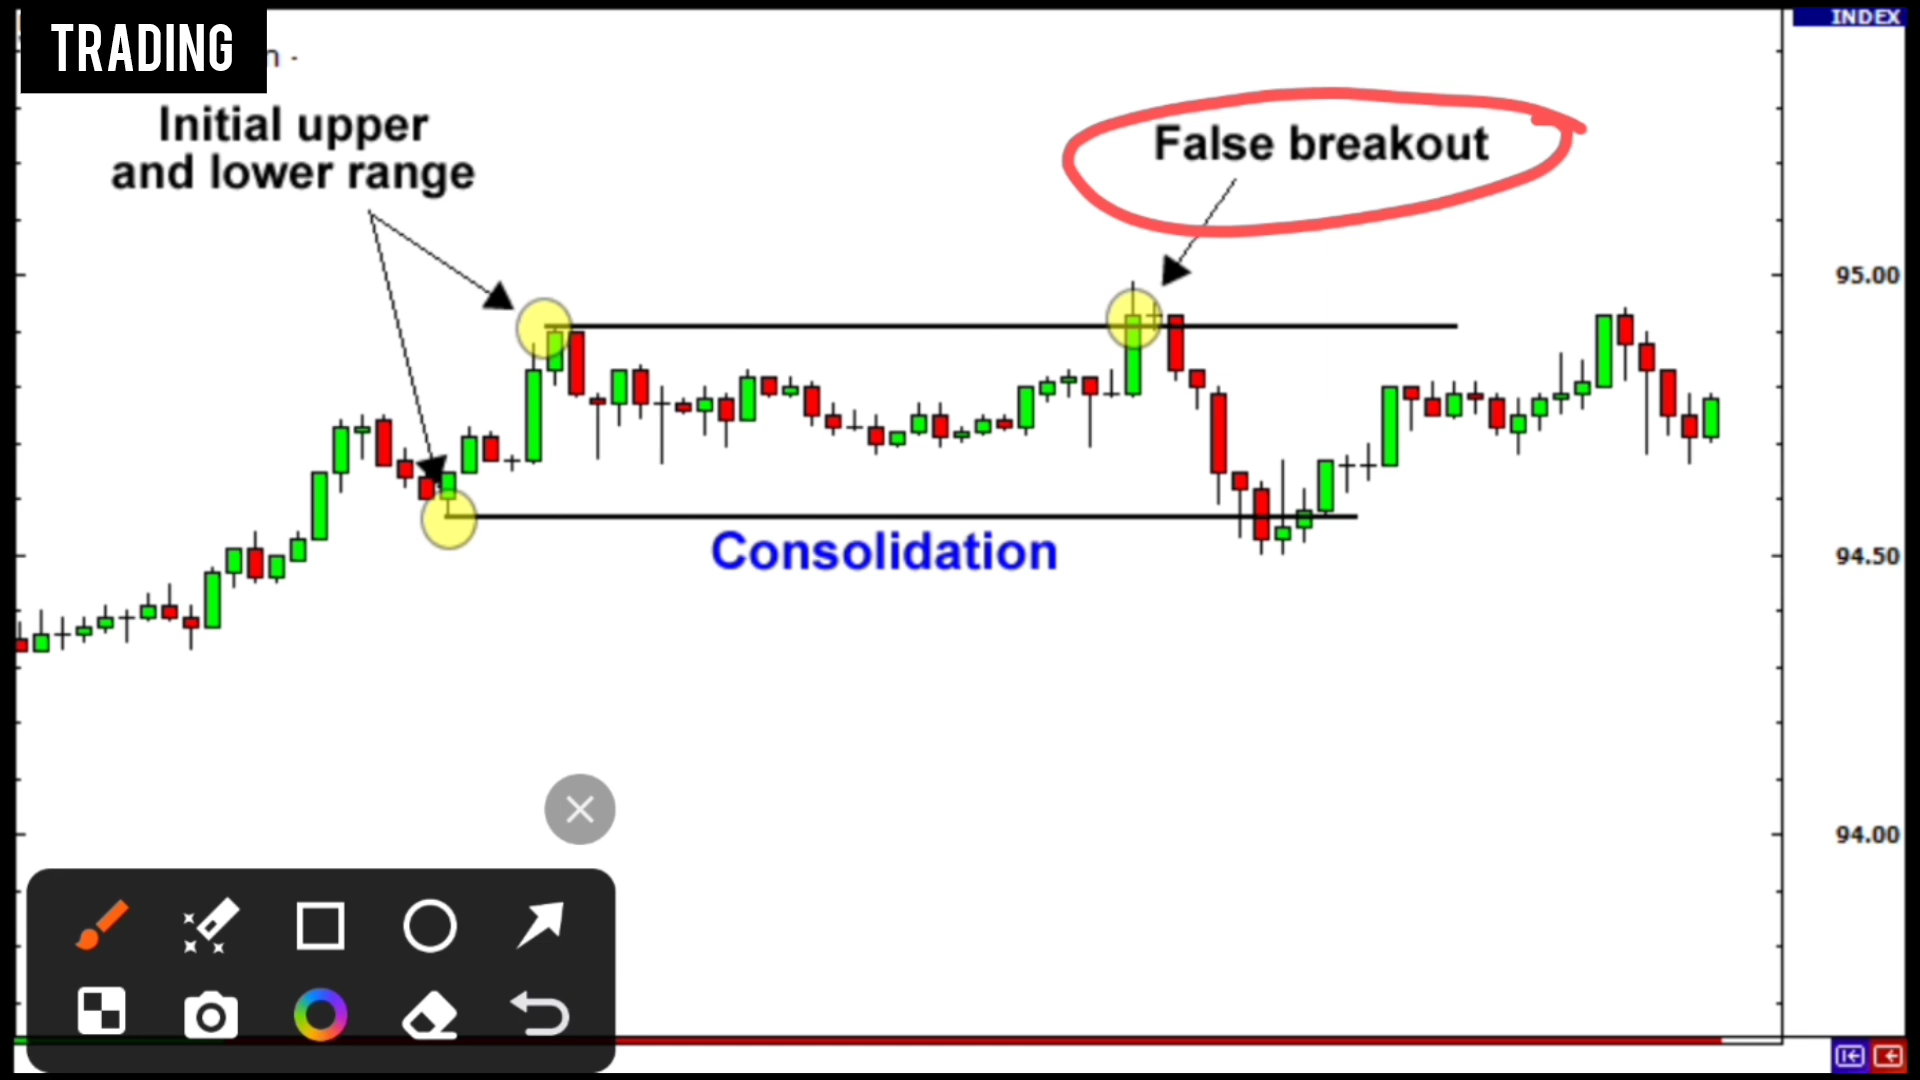 TRADING
n -
INDEX
Initial upper
and lower range
False breakout
95.00
Consolidation
94.50
94.00